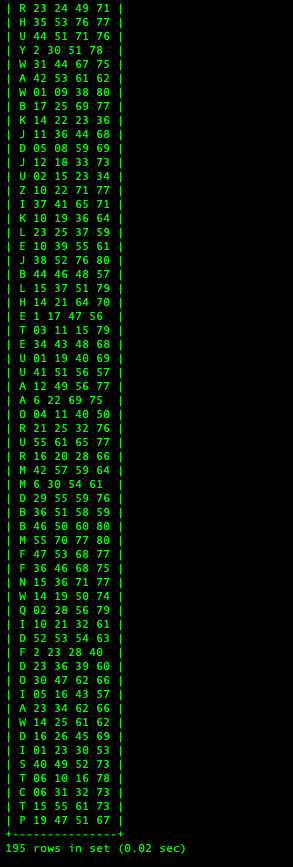 | R 23 24 49 71 |
| H 35 53 76 77 |
| U 44 51 71 76 |
| Y 2 30 51 78  |
| W 31 44 67 75 |
| A 42 53 61 62 |
| W 01 09 38 80 |
| B 17 25 69 77 |
| K 14 22 23 36 |
| J 11 36 44 68 |
| D 05 08 59 69 |
| J 12 18 33 73 |
| U 02 15 23 34 |
| Z 10 22 71 77 |
| I 37 41 65 71 |
| K 10 19 36 64 |
| L 23 25 37 59 |
| E 10 39 55 61 |
| J 38 52 76 80 |
| B 44 46 48 57 |
| L 15 37 51 79 |
| H 14 21 64 70 |
| E 1 17 47 56  |
| T 03 11 15 79 |
| E 34 43 48 68 |
| U 01 19 40 69 |
| U 41 51 56 57 |
| A 12 49 56 77 |
| A 6 22 69 75  |
| O 04 11 40 50 |
| R 21 25 32 76 |
| U 55 61 65 77 |
| R 16 20 28 66 |
| M 42 57 59 64 |
| M 6 30 54 61  |
| D 29 55 59 76 |
| B 36 51 58 59 |
| B 46 50 60 80 |
| M 55 70 77 80 |
| F 47 53 68 77 |
| F 36 46 68 75 |
| N 15 36 71 77 |
| W 14 19 50 74 |
| Q 02 28 56 79 |
| I 10 21 32 61 |
| D 52 53 54 63 |
| F 2 23 28 40  |
| D 23 36 39 60 |
| O 30 47 62 66 |
| I 05 16 43 57 |
| A 23 34 62 66 |
| W 14 25 61 62 |
| D 16 26 45 69 |
| I 01 23 30 53 |
| S 40 49 52 73 |
| T 06 10 16 78 |
| C 06 31 32 73 |
| T 15 55 61 73 |
| P 19 47 51 67 |
+---------------+
195 rows in set (0.02 sec)